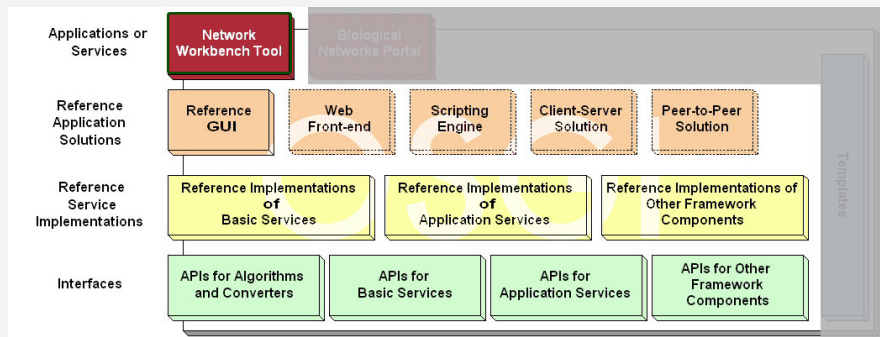 Applications or
Services
Network
Workbench Tool
Biological
Networks Portal
Reference
Application
Solutions
Reference
GUI
Web
Front-end
Scripting
Engine
Client-Server
Solution
Peer-to-Peer
Solution
Reference
Service
Implementations
Reference Implementations
of
Basic Services
Reference Implementations
of
Application Services
Reference Implementations of
Other Framework
Components
Interfaces
APIs for Algorithms
and Converters
APIs for
Basic Services
APIs for
Application Services
APIs for Other
Framework
Components
Templates
OSGI